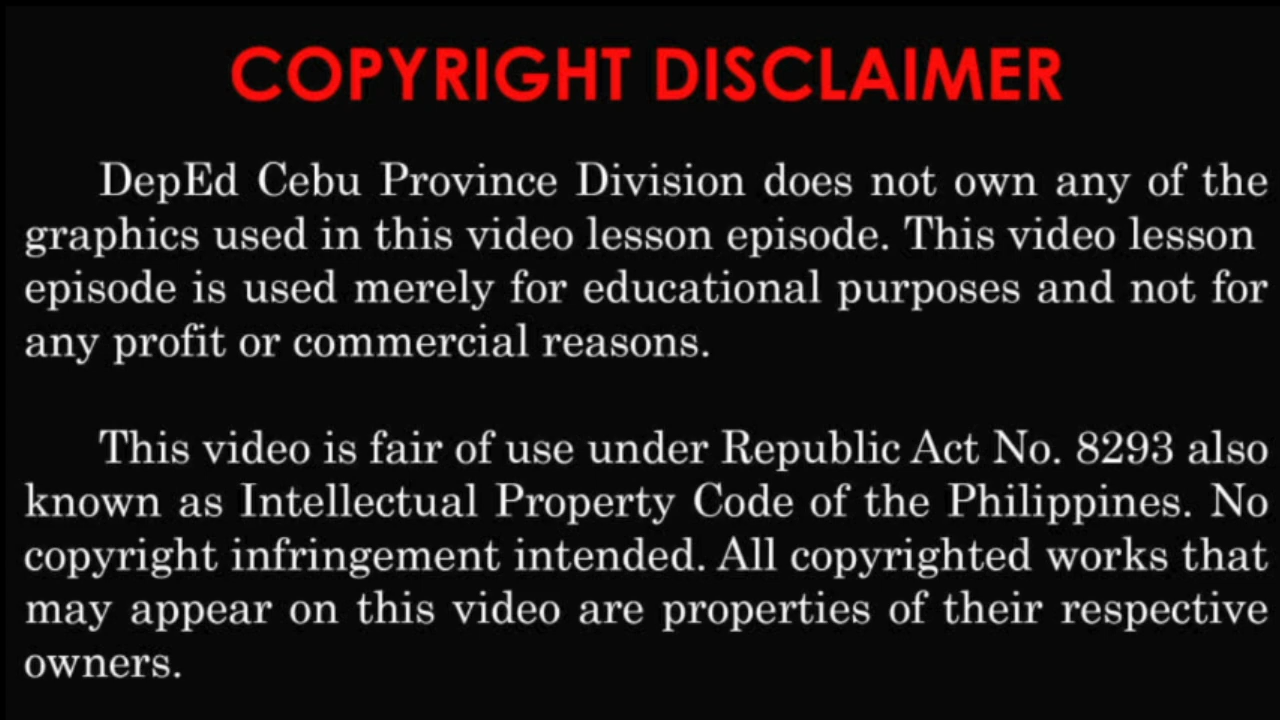 COPYRIGHT DISCLAIMER
DepEd Cebu Province Division does not own any of the
graphics used in this video lesson episode. This video lesson
episode is used merely for educational purposes and not for
any profit or commercial reasons.
This video is fair of use under Republic Act No. 8293 also
known as Intellectual Property Code of the Philippines. No
copyright infringement intended. All copyrighted works that
may appear on this video are properties of their respective
owners.